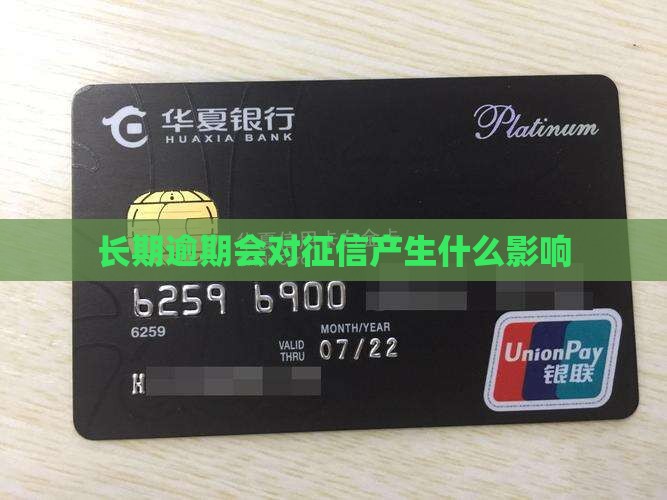 华夏银行
HUAXIA BANK
Platinum
长期逾期会对征信产生什么影响
6259 6900
6259
MONTH/YEAR
VALID
THRU
07/22
H
UnionPay
银联